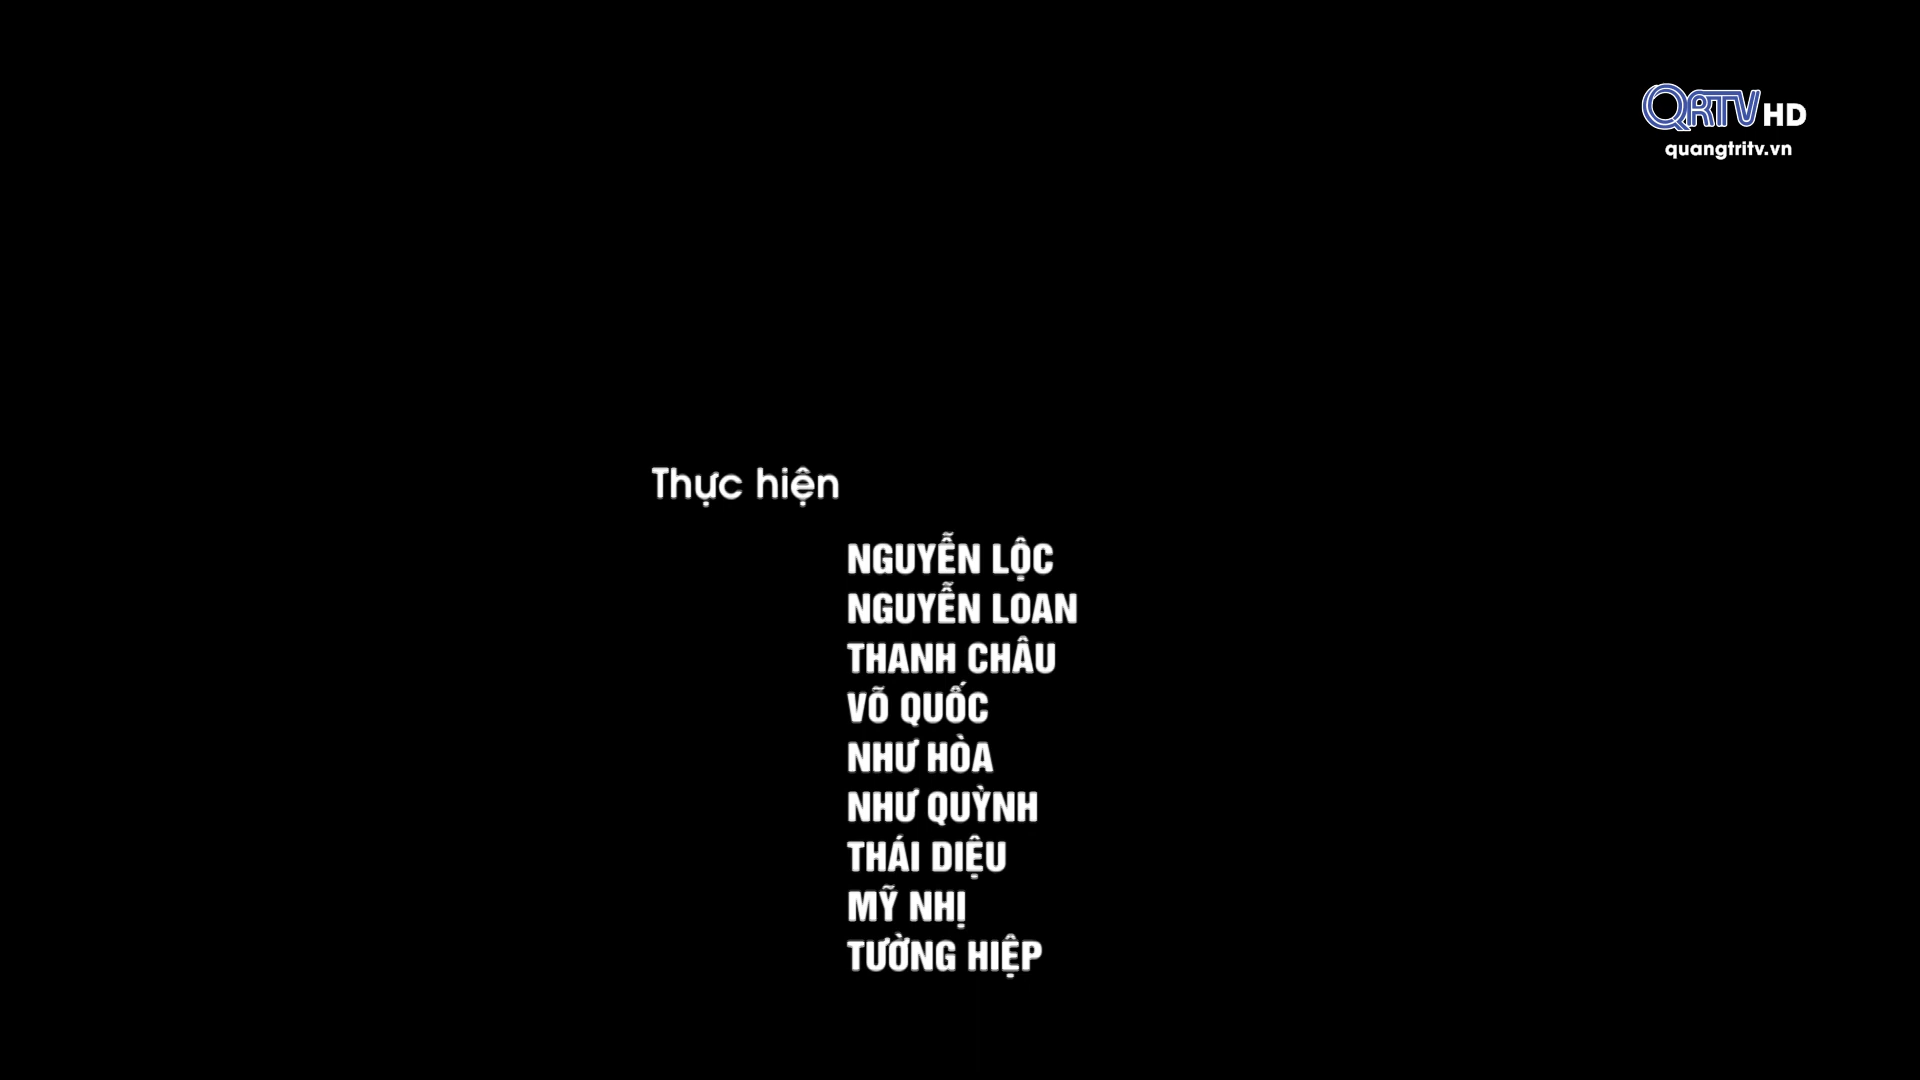 QRTV HD
quangtritv.vn
Thực hiện
NGUYỄN LỘC
NGUYỄN LOAN
THANH CHÂU
VÕ QUỐC
NHƯ HÒA
NHƯ QUỲNH
THÁI DIỆU
MỸ NHỊ
TƯỜNG HIỆP